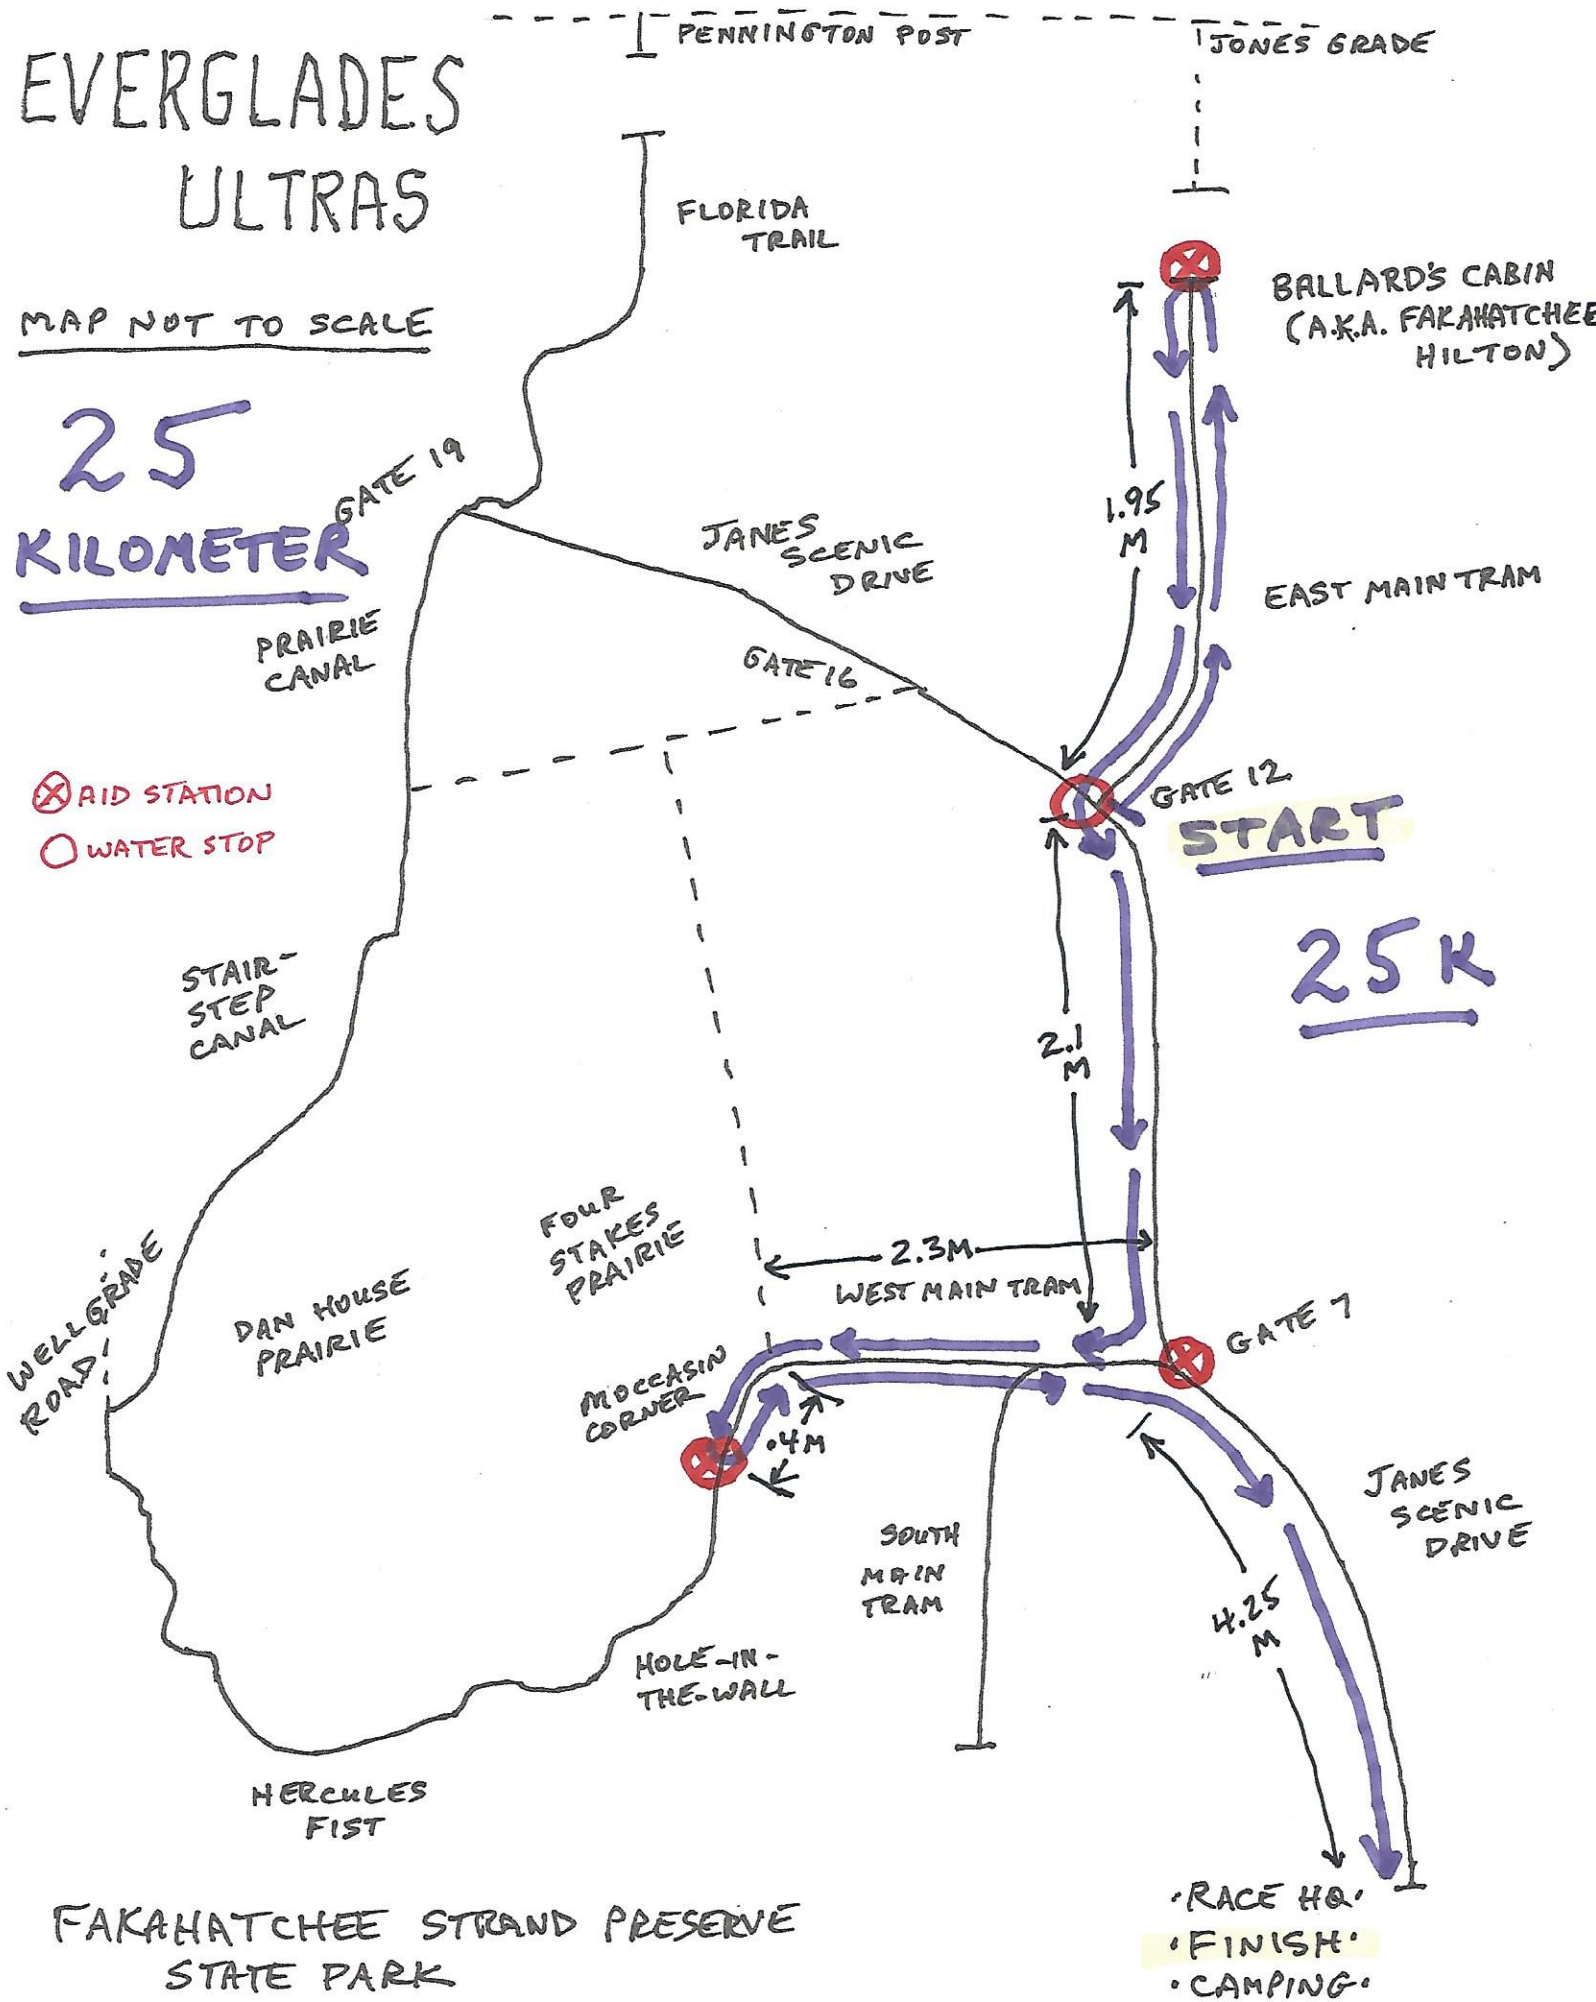 PENNINGTON POST
JONES GRADE
EVERGLADES
ULTRAS
FLORIDA
TRAIL
MAP NOT TO SCALE
BALLARD'S CABIN
(A.K.A. FAKAHATCHEE
HILTON)
25
KILOMETER
GATE 19
JANES
SCENIC
DRIVE
1.95
M
EAST MAIN TRAM
PRAIRIE
CANAL
GATE 16
AID STATION
WATER STOP
GATE 12
START
25K
STAIR-
STEP
CANAL
2.1
M
FOUR
STAKES
PRAIRIE
2.3M
WEST MAIN TRAM
WELLGRADE
ROAD
DAN HOUSE
PRAIRIE
GATE 7
MOCCASIN
CORNER
.4M
JANES
SCENIC
DRIVE
SOUTH
MAIN
TRAM
4.25
M
HOLE-IN-
THE-WALL
HERCULES
FIST
FAKAHATCHEE STRAND PRESERVE
STATE PARK
·RACE HQ·
·FINISH·
·CAMPING·